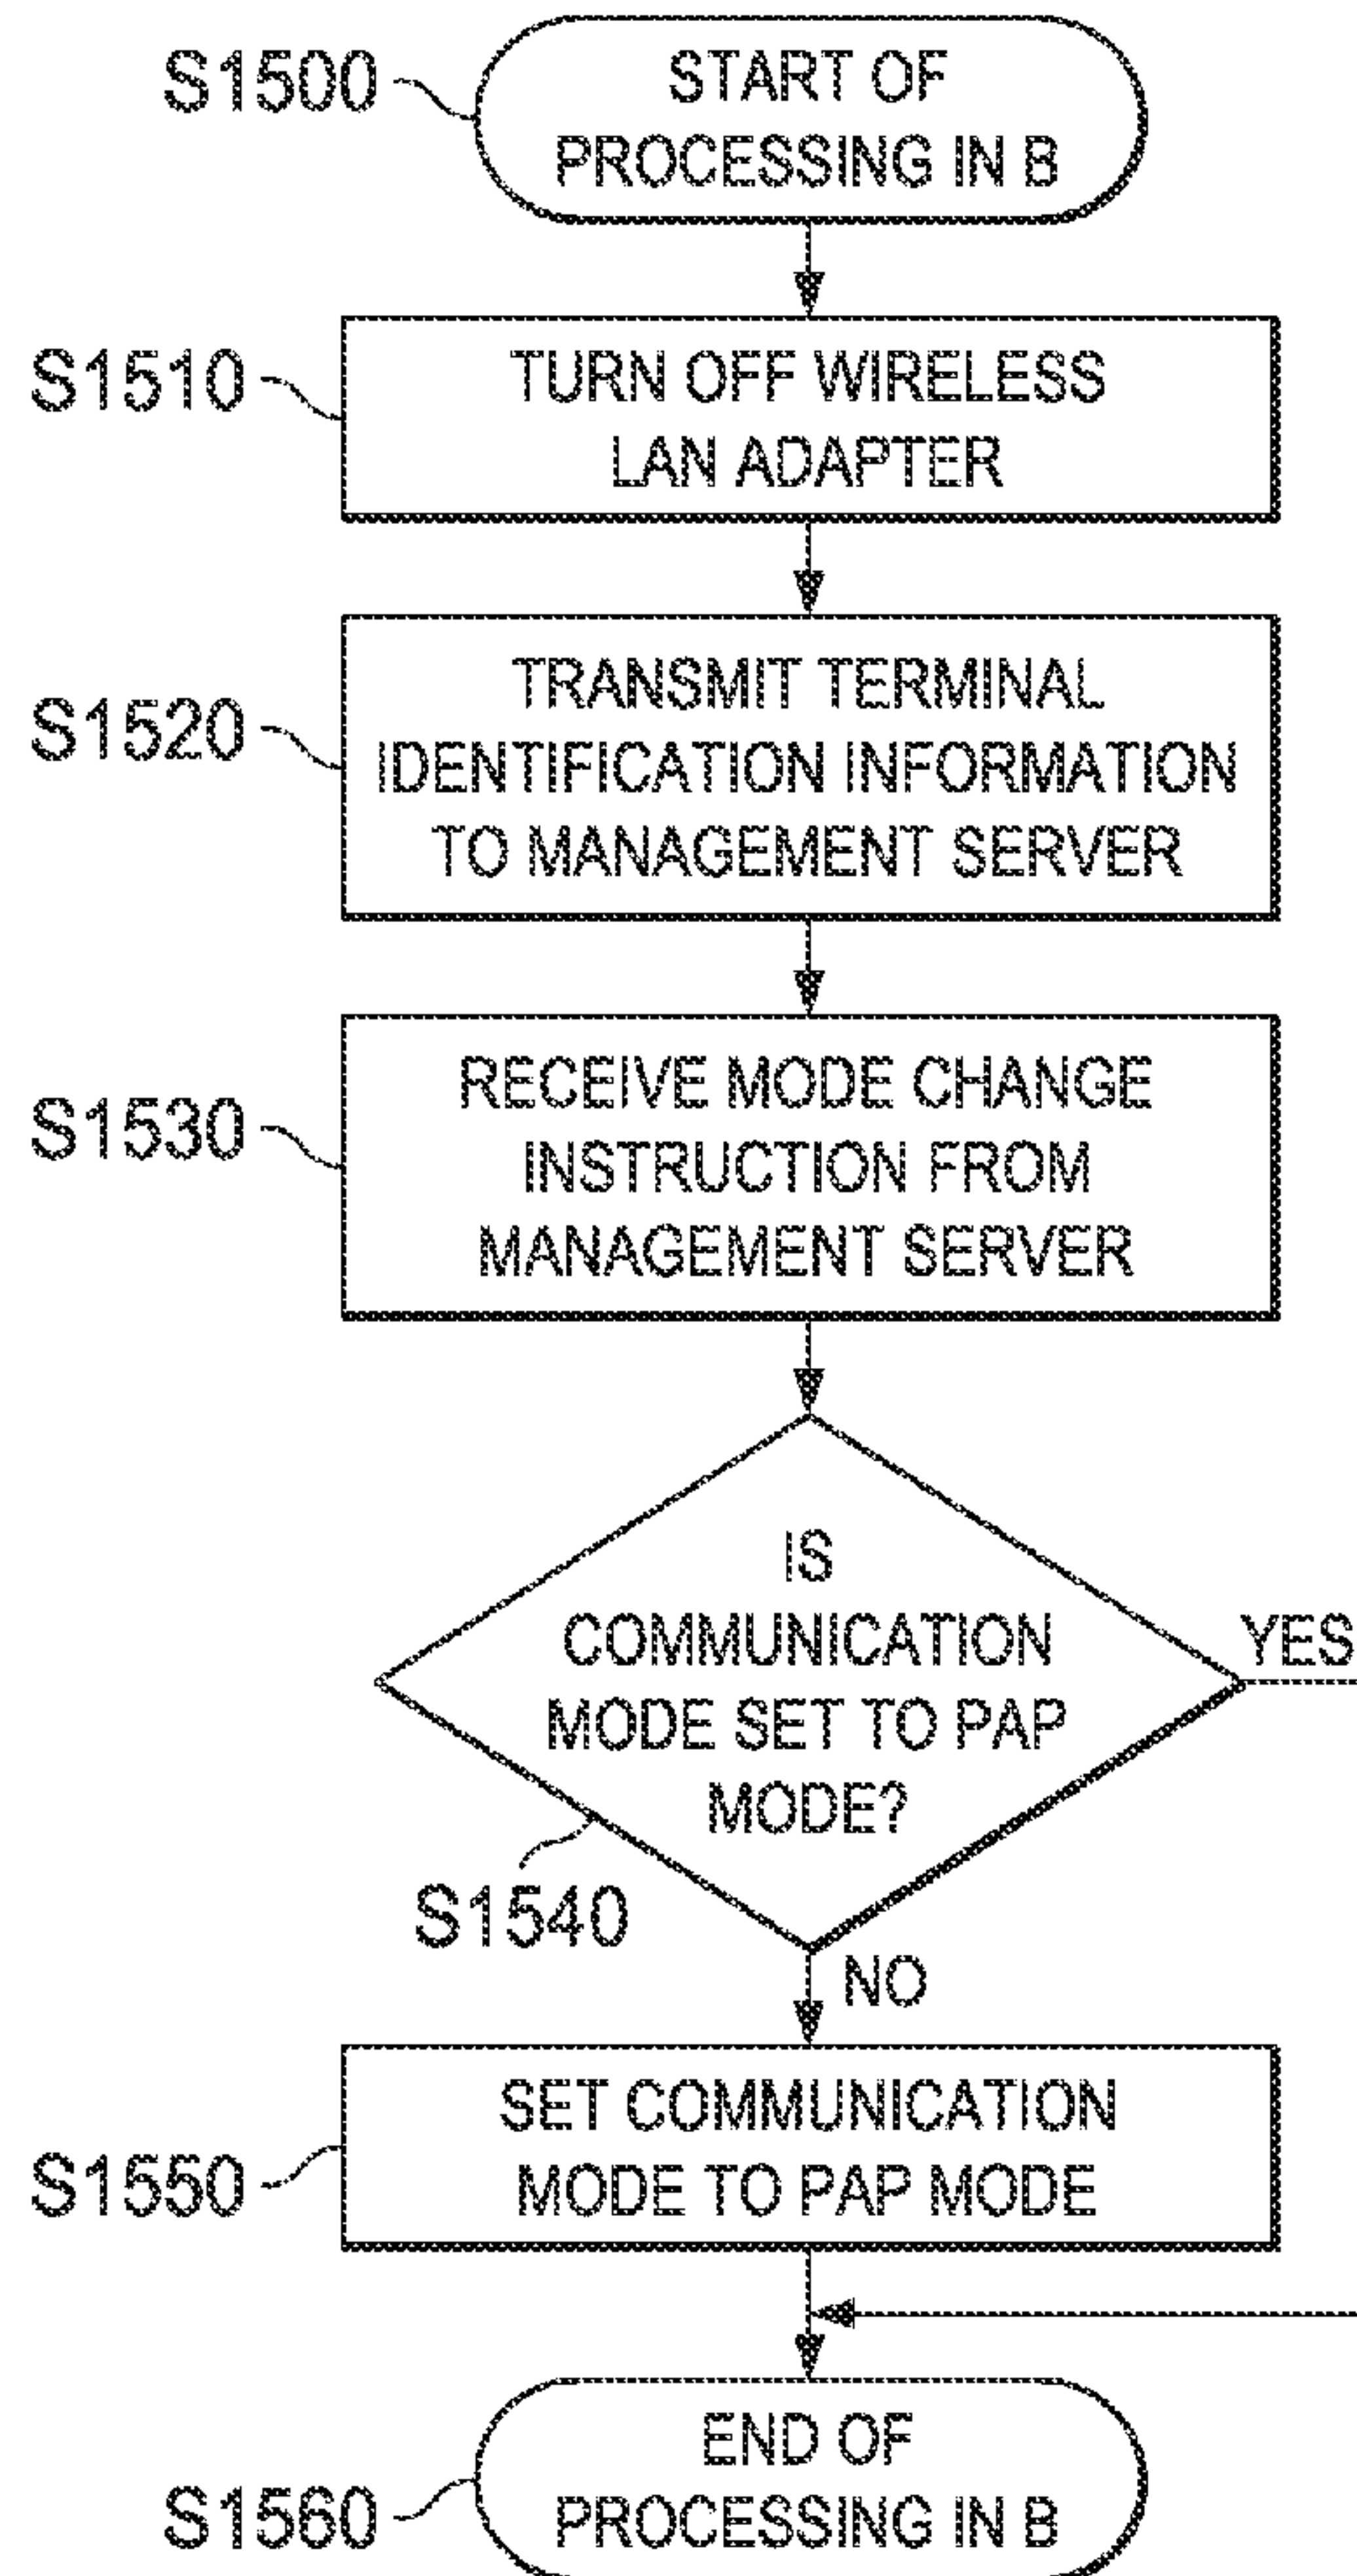 S1500
START OF
PROCESSING IN B
S1510
TURN OFF WIRELESS
LAN ADAPTER
S1520
TRANSMIT TERMINAL
IDENTIFICATION INFORMATION
TO MANAGEMENT SERVER
S1530
RECEIVE MODE CHANGE
INSTRUCTION FROM
MANAGEMENT SERVER
IS
COMMUNICATION
MODE SET TO PAP
MODE?
YES
S1540
NO
S1550
SET COMMUNICATION
MODE TO PAP MODE
S1560
END OF
PROCESSING IN B